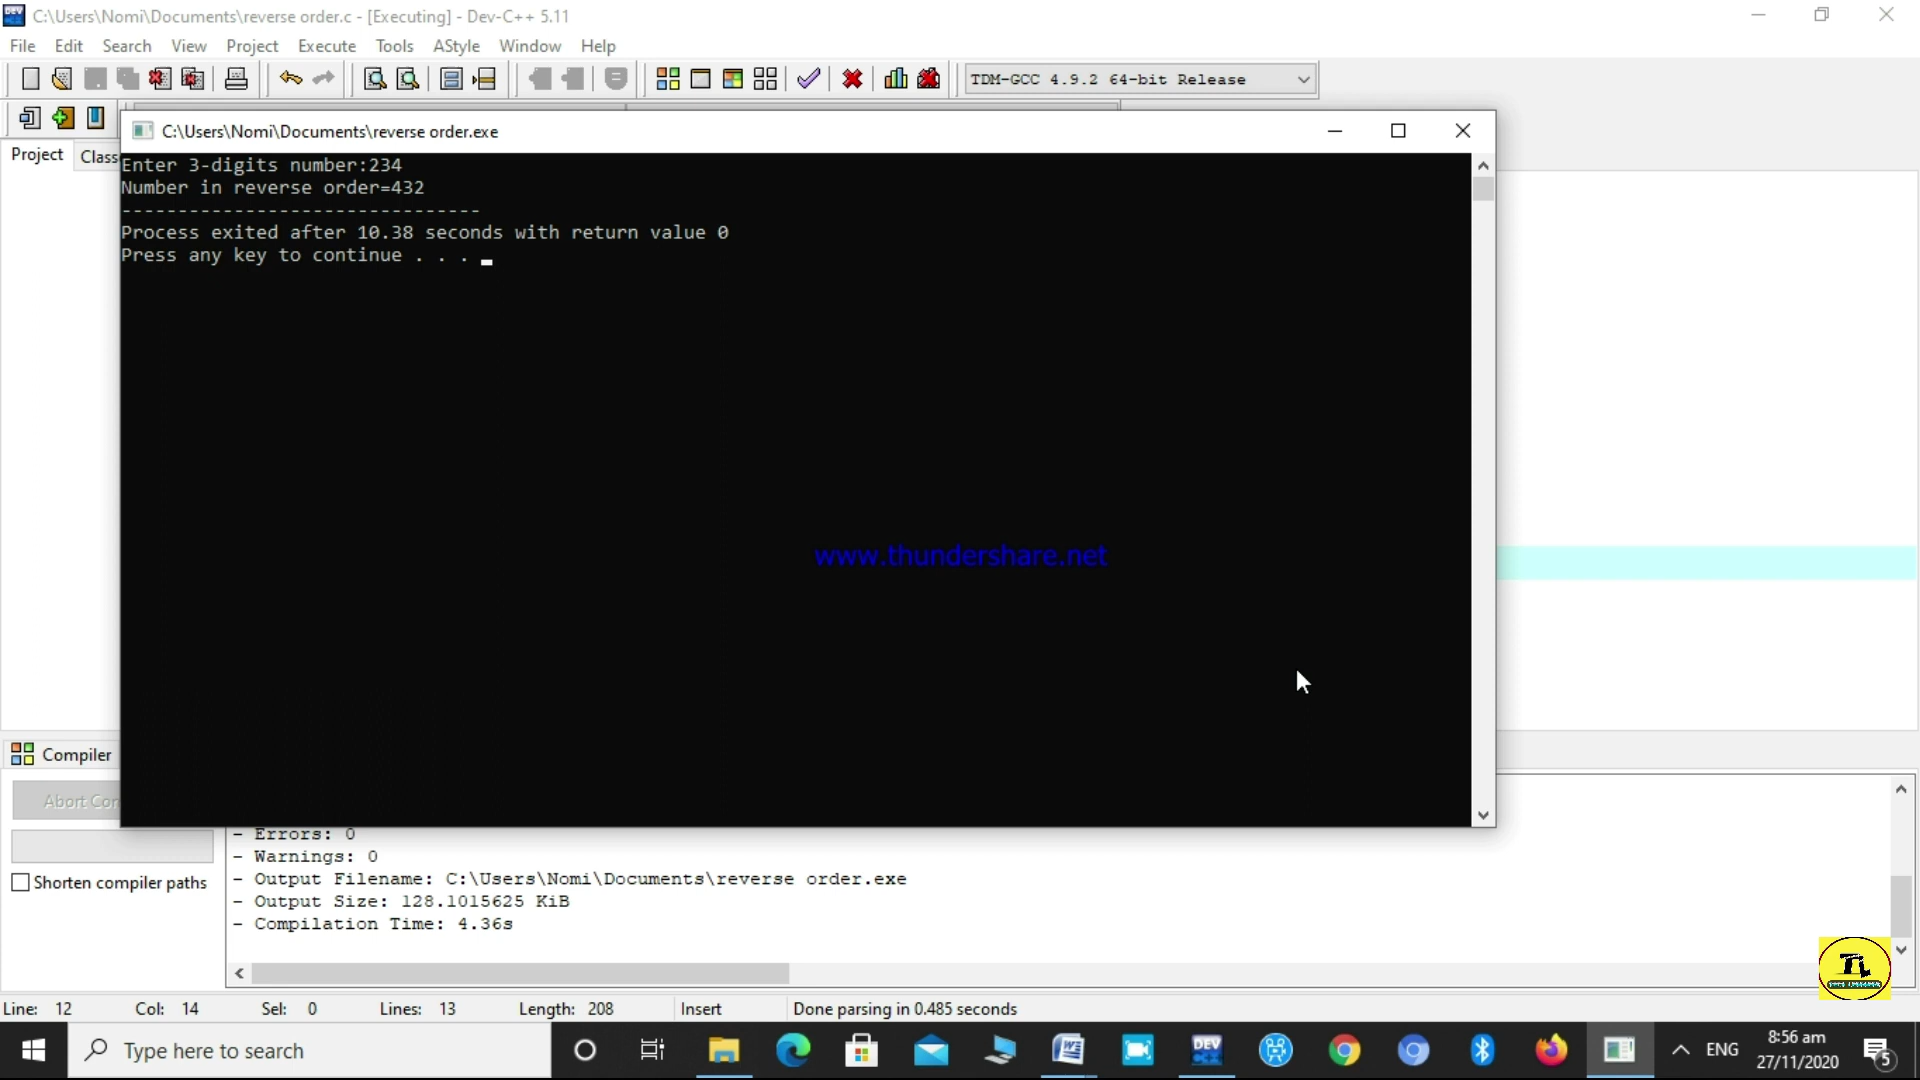 C:\Users\Nomi\Documents\reverse order.c - [Executing] - Dev-C++ 5.11
File Edit Search View Project Execute Tools AStyle Window Help
TDM-GCC 4.9.2 64-bit Release
C:\Users\Nomi\Documents\reverse order.exe
Project Class
Enter 3-digits number:234
Number in reverse order=432
--------------------------------
Process exited after 10.38 seconds with return value 0
Press any key to continue . . .
www.thundershare.net
Compiler
Abort Con
- Errors: 0
- Warnings: 0
Shorten compiler paths
- Output Filename: C:\Users\Nomi\Documents\reverse order.exe
- Output Size: 128.1015625 KiB
- Compilation Time: 4.36s
TL
Line: 12 Col: 14 Sel: 0 Lines: 13 Length: 208 Insert Done parsing in 0.485 seconds
Type here to search
DEV
ENG
8:56 am
27/11/2020
5